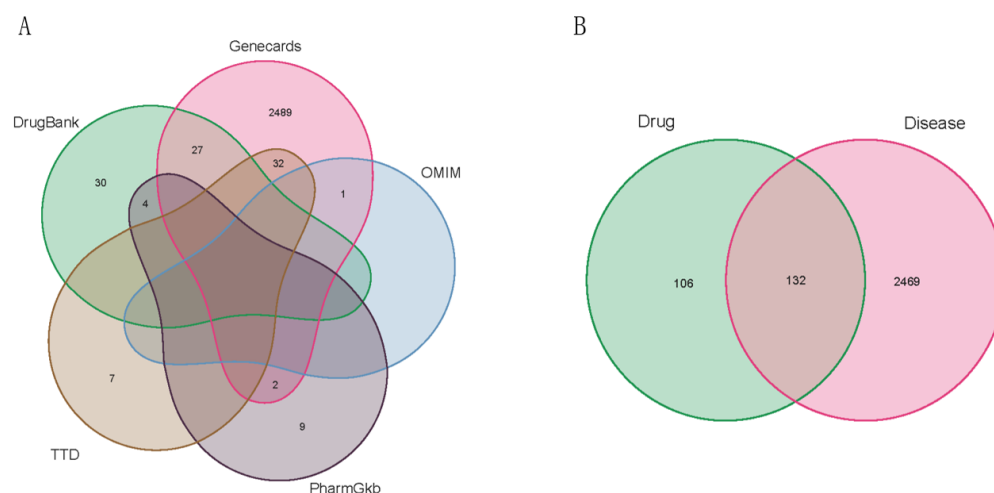 A
Genecards
DrugBank
2489
27
32
30
OMIM
1
4
7
2
9
TTD
PharmGkb
B
Drug
Disease
106
132
2469